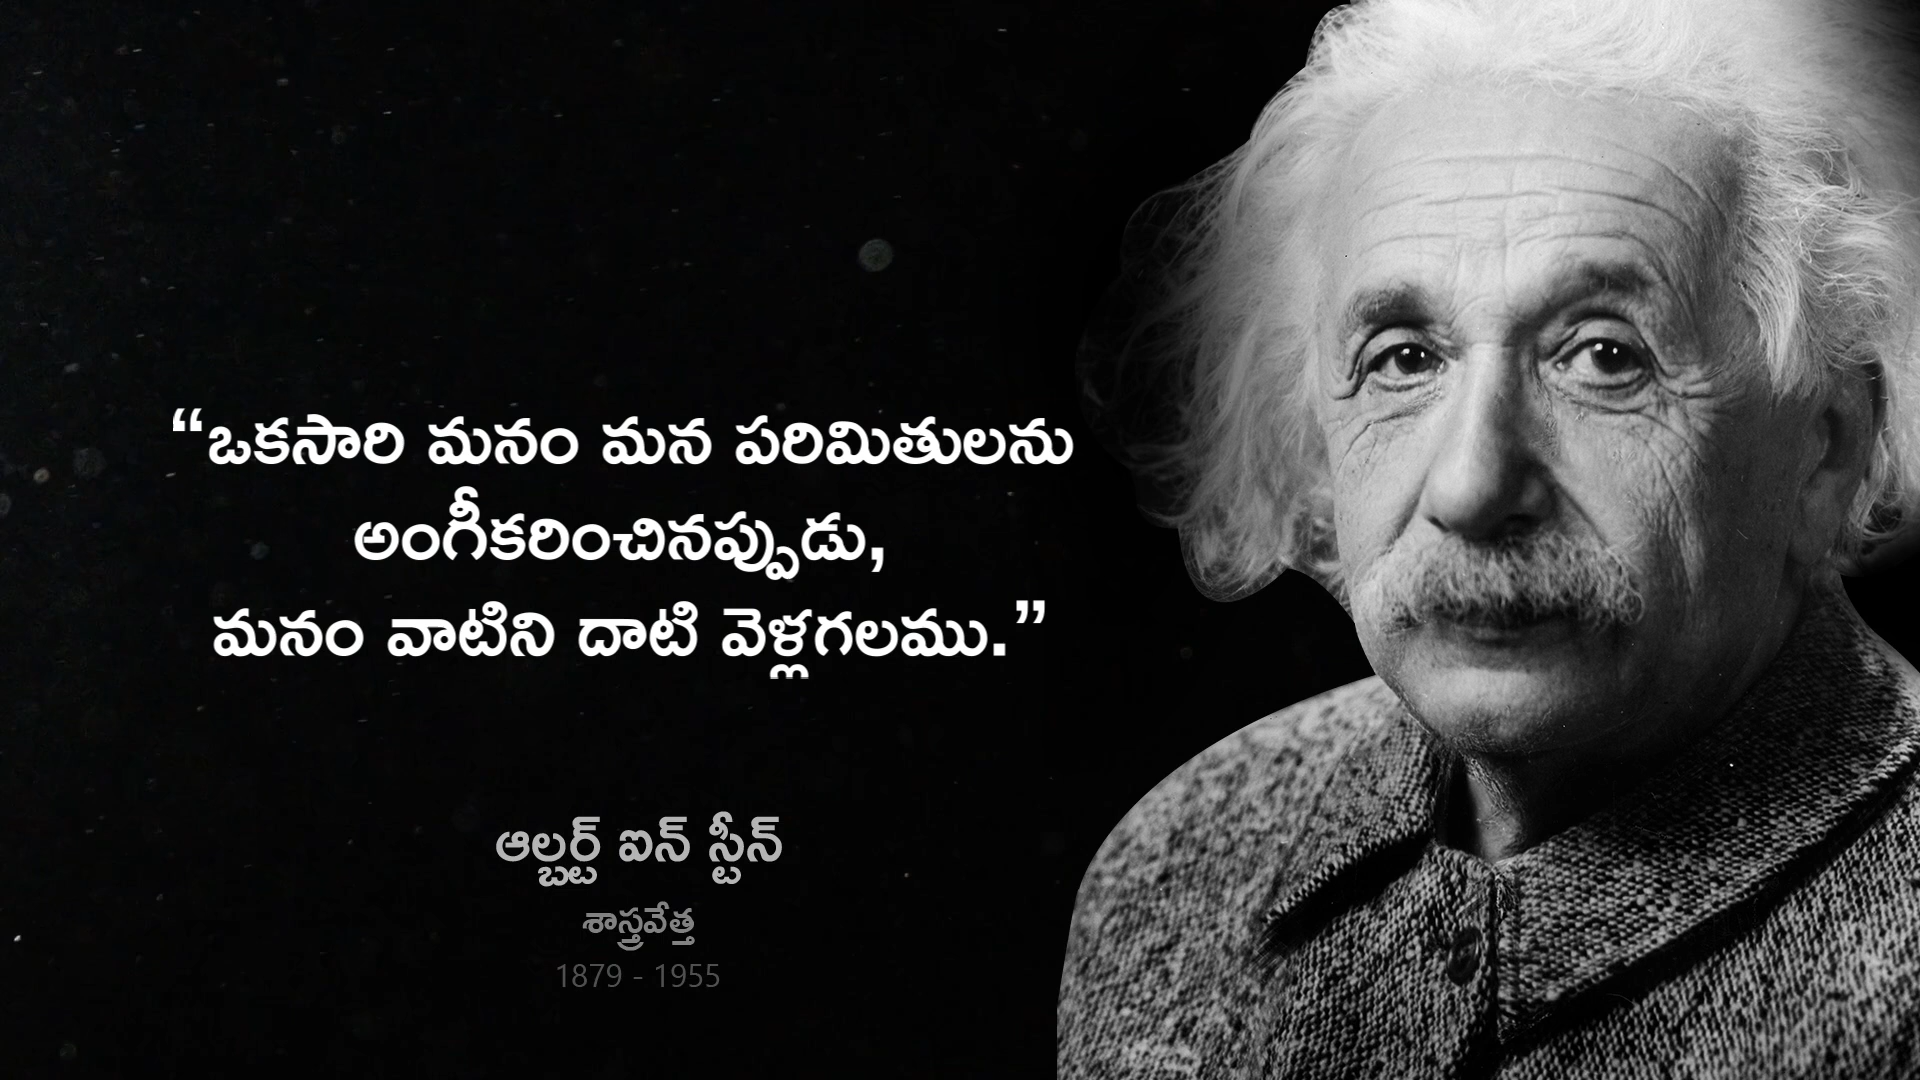 “ఒకసారి మనం మన పరిమితులను
అంగీకరించినప్పుడు,
మనం వాటిని దాటి వెళ్లగలము.”
ఆల్బర్ట్ ఐన్ స్టీన్
శాస్త్రవేత్త
1879 - 1955